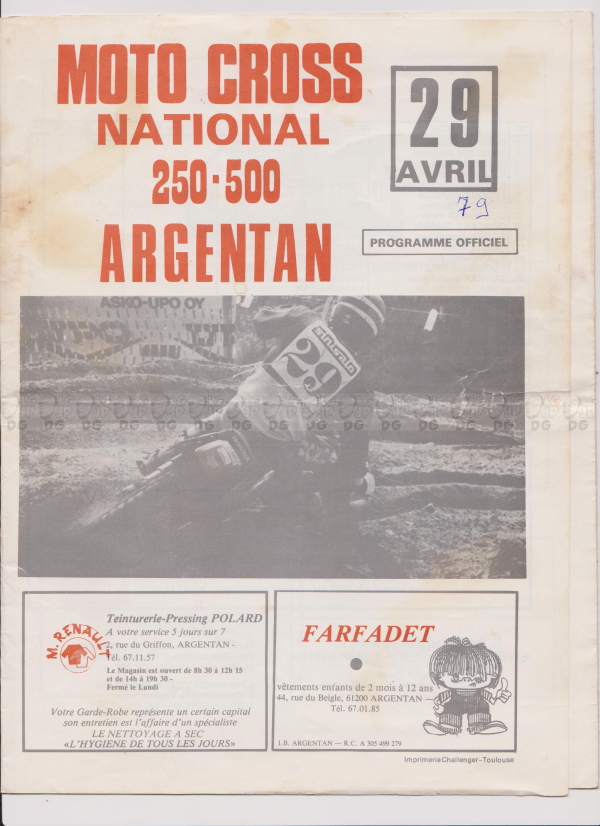 MOTO CROSS
NATIONAL
250-500
ARGENTAN
29
AVRIL
79
PROGRAMME OFFICIEL
ASKO-UPO OY
29
M. RENAULT
Teinturerie-Pressing POLARD
A votre service 5 jours sur 7
2, rue du Griffon, ARGENTAN -
Tél. 67.11.57
Le Magasin est ouvert de 8h 30 à 12h 15
et de 14h à 19h 30 -
Fermé le Lundi
Votre Garde-Robe représente un certain capital
son entretien est l'affaire d'un spécialiste
LE NETTOYAGE A SEC
«L'HYGIENE DE TOUS LES JOURS»
FARFADET
vêtements enfants de 2 mois à 12 ans
44, rue du Beigle, 61200 ARGENTAN —
Tél. 67.01.85
I.B. ARGENTAN — R.C. A 305 499 279
Imprimerie Challenger - Toulouse